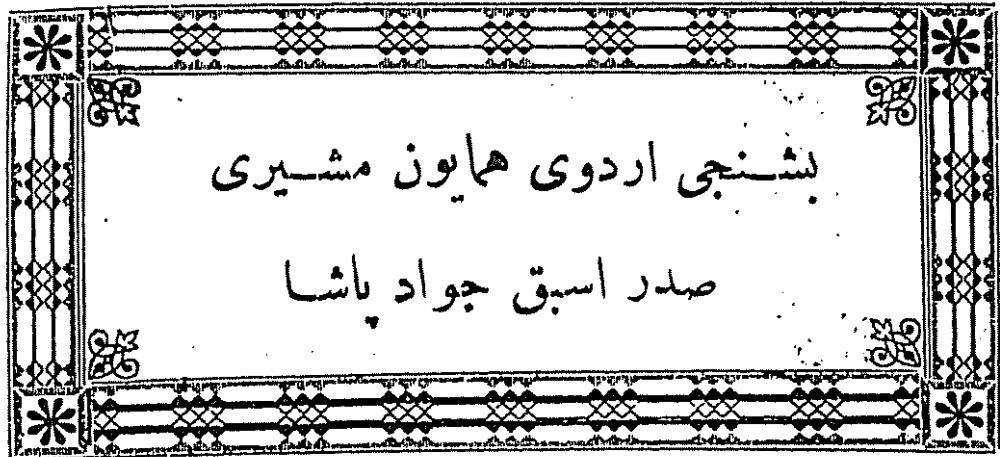 بشنجی اردوی همایون مشیری
صدر اسبق جواد پاشا